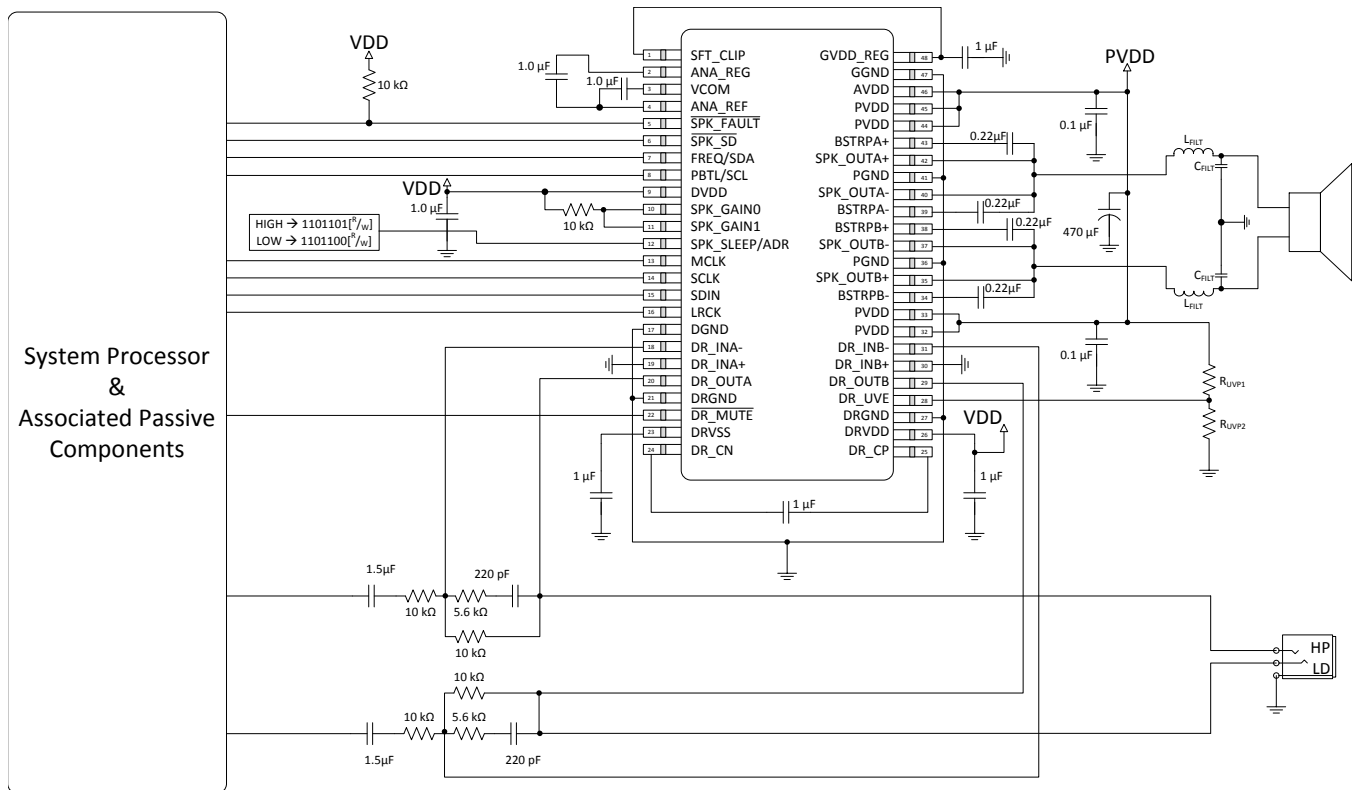 System Processor
&
Associated Passive
Components
VDD
10 kΩ
1.0 µF
1.0 µF
VDD
1.0 µF
10 kΩ
HIGH → 1101101[R/W]
LOW → 1101100[R/W]
1 SFT_CLIP
2 ANA_REG
3 VCOM
4 ANA_REF
5 SPK_FAULT
6 SPK_SD
7 FREQ/SDA
8 PBTL/SCL
9 DVDD
10 SPK_GAIN0
11 SPK_GAIN1
12 SPK_SLEEP/ADR
13 MCLK
14 SCLK
15 SDIN
16 LRCK
17 DGND
18 DR_INA-
19 DR_INA+
20 DR_OUTA
21 DRGND
22 DR_MUTE
23 DRVSS
24 DR_CN
GVDD_REG 48
GGND 47
AVDD 46
PVDD 45
PVDD 44
BSTRPA+ 43
SPK_OUTA+ 42
PGND 41
SPK_OUTA- 40
BSTRPA- 39
BSTRPB+ 38
SPK_OUTB- 37
PGND 36
SPK_OUTB+ 35
BSTRPB- 34
PVDD 33
PVDD 32
DR_INB- 31
DR_INB+ 30
DR_OUTB 29
DR_UVE 28
DRGND 27
DRVDD 26
DR_CP 25
1 µF
PVDD
0.1 µF
0.22µF
0.22µF
0.22µF
0.22µF
470 µF
0.1 µF
LFILT
CFILT
CFILT
LFILT
RUVP1
RUVP2
VDD
1 µF
1 µF
1 µF
1.5µF
10 kΩ
5.6 kΩ
220 pF
10 kΩ
10 kΩ
10 kΩ
5.6 kΩ
1.5µF
220 pF
HP
LD